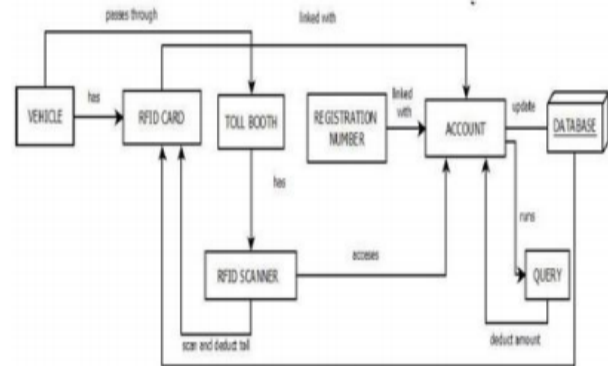 passes through
linked with
has
VEHICLE
RFID CARD
TOLL BOOTH
REGISTRATION
NUMBER
linked
with
ACCOUNT
update
DATABASE
has
runs
RFID SCANNER
acceses
QUERY
scan and deduct toll
deduct amount